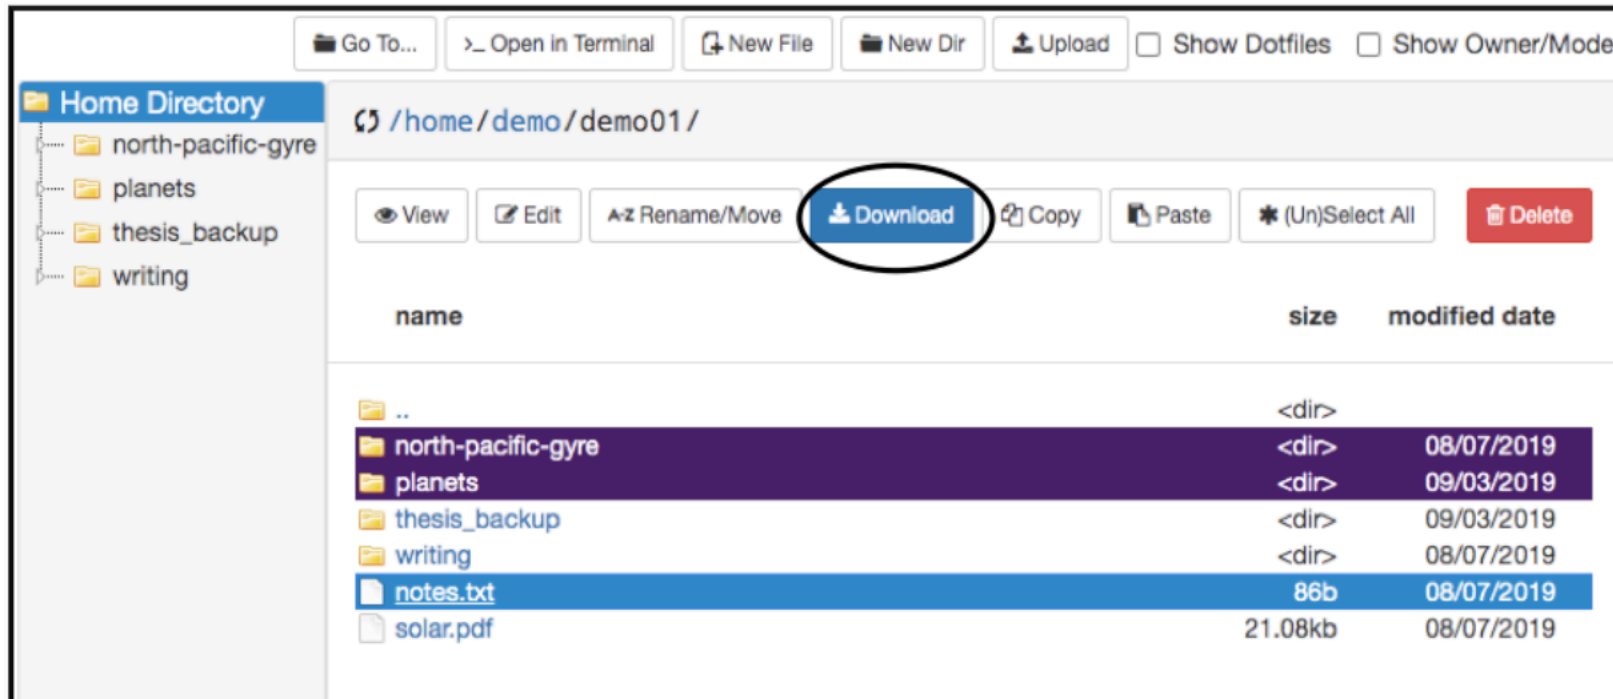 Go To... >_ Open in Terminal New File New Dir Upload Show Dotfiles Show Owner/Mode
Home Directory
north-pacific-gyre
planets
thesis_backup
writing
/home/demo/demo01/
View Edit A-Z Rename/Move Download Copy Paste (Un)Select All Delete
name size modified date
.. <dir>
north-pacific-gyre <dir> 08/07/2019
planets <dir> 09/03/2019
thesis_backup <dir> 09/03/2019
writing <dir> 08/07/2019
notes.txt 86b 08/07/2019
solar.pdf 21.08kb 08/07/2019